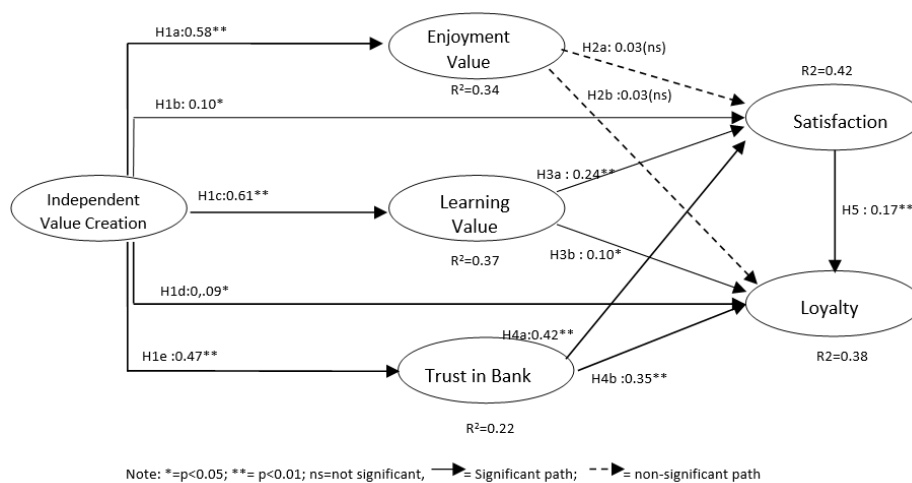 H1a:0.58**
Enjoyment
Value
R²=0.34
H2a: 0.03(ns)
H2b :0.03(ns)
R2=0.42
Satisfaction
H1b: 0.10*
Independent
Value Creation
H1c:0.61**
Learning
Value
R²=0.37
H3a : 0.24**
H3b : 0.10*
H5 : 0.17**
H1d:0,.09*
Loyalty
R2=0.38
H1e :0.47**
Trust in Bank
R²=0.22
H4a:0.42**
H4b :0.35**
Note: *=p<0.05; **= p<0.01; ns=not significant, = Significant path; = non-significant path